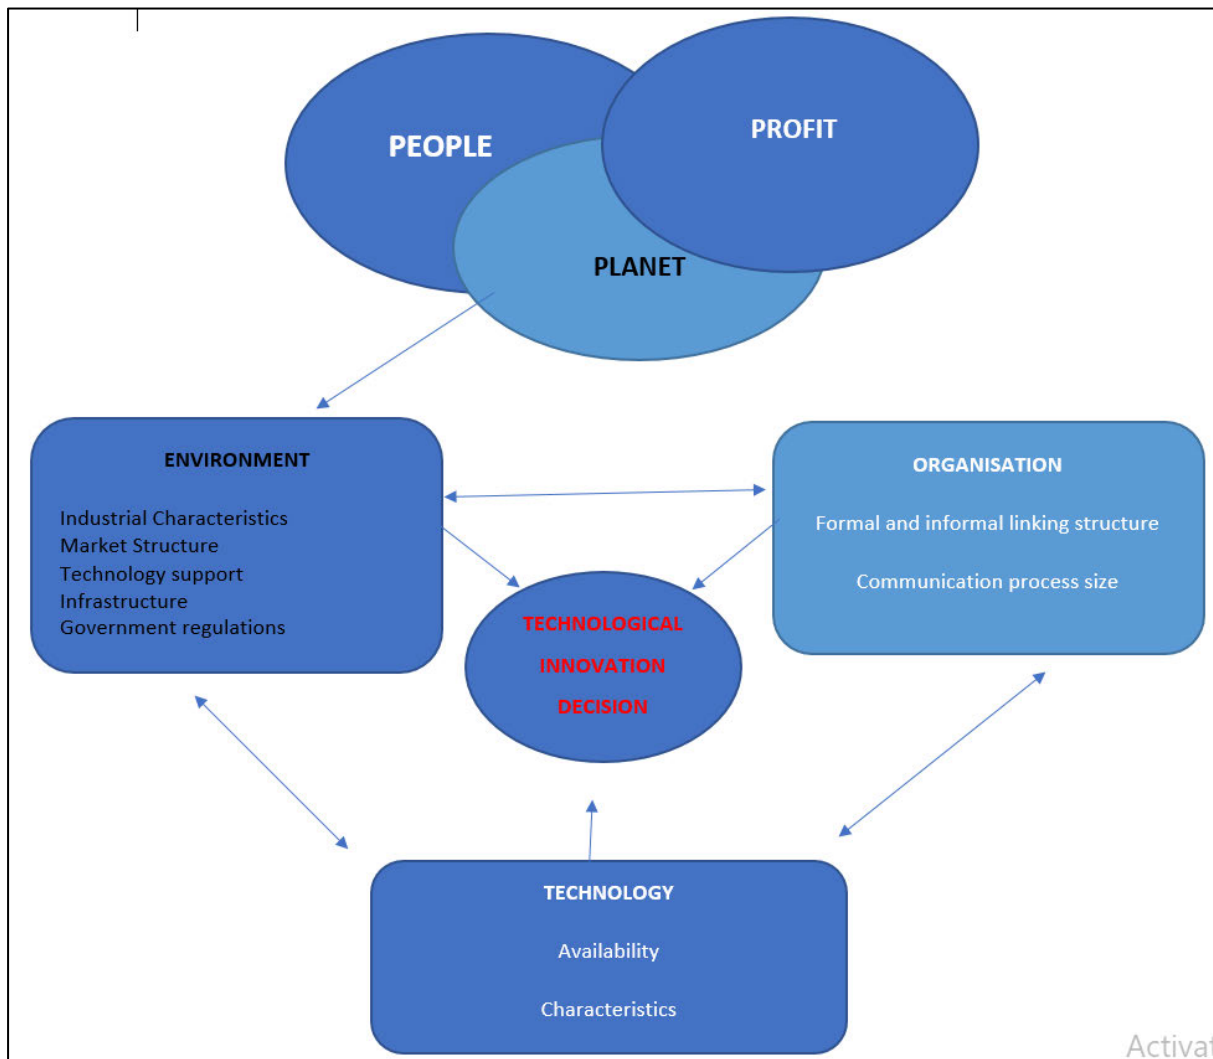 PEOPLE
PROFIT
PLANET
ENVIRONMENT
Industrial Characteristics
Market Structure
Technology support
Infrastructure
Government regulations
ORGANISATION
Formal and informal linking structure
Communication process size
TECHNOLOGICAL
INNOVATION
DECISION
TECHNOLOGY
Availability
Characteristics
Activat